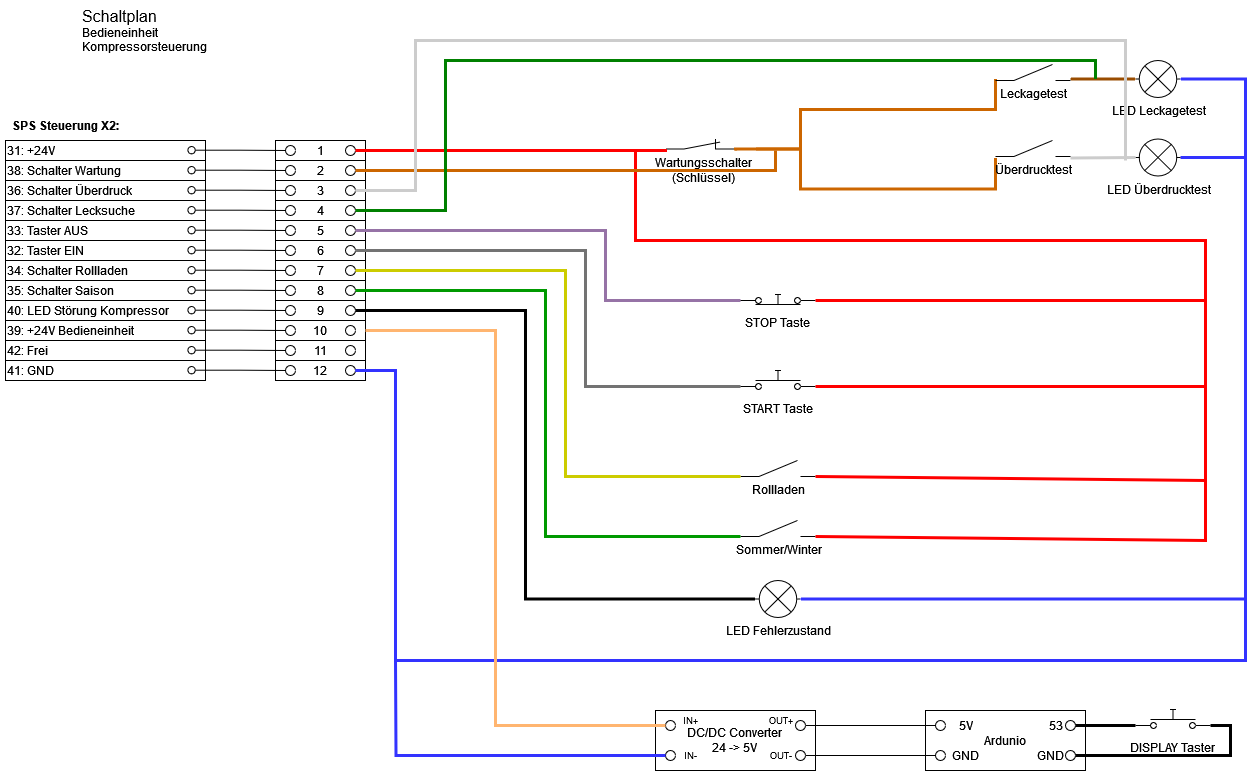 Schaltplan
Bedieneinheit
Kompressorsteuerung
SPS Steuerung X2:
31: +24V
38: Schalter Wartung
36: Schalter Überdruck
37: Schalter Lecksuche
33: Taster AUS
32: Taster EIN
34: Schalter Rollladen
35: Schalter Saison
40: LED Störung Kompressor
39: +24V Bedieneinheit
42: Frei
41: GND
1
2
3
4
5
6
7
8
9
10
11
12
Wartungsschalter
(Schlüssel)
Leckagetest
LED Leckagetest
Überdrucktest
LED Überdrucktest
STOP Taste
START Taste
Rollladen
Sommer/Winter
LED Fehlerzustand
IN+
OUT+
DC/DC Converter
24 -> 5V
IN-
OUT-
5V
53
Ardunio
GND
GND
DISPLAY Taster